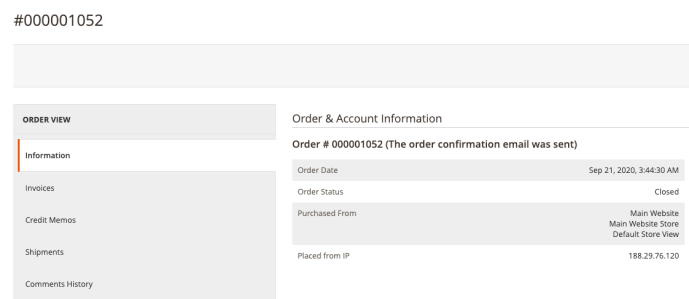 #000001052
ORDER VIEW
Information
Invoices
Credit Memos
Shipments
Comments History
Order & Account Information
Order # 000001052 (The order confirmation email was sent)
Order Date Sep 21, 2020, 3:44:30 AM
Order Status Closed
Purchased From Main Website
Main Website Store
Default Store View
Placed from IP 188.29.76.120